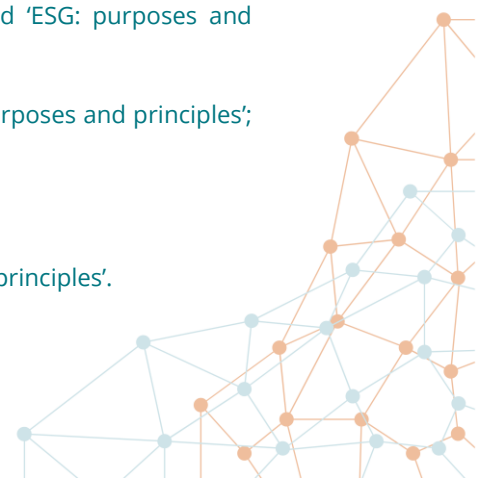 d ‘ESG: purposes and
rposes and principles’;
principles’.